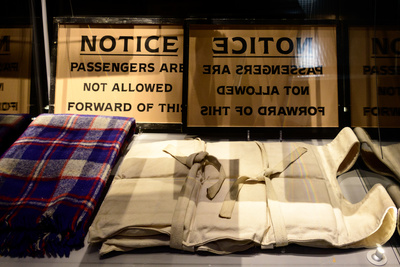 NOTICE
PASSENGERS ARE
NOT ALLOWED
FORWARD OF THIS
NOTICE
PASSENGERS ARE
NOT ALLOWED
FORWARD OF
THIS